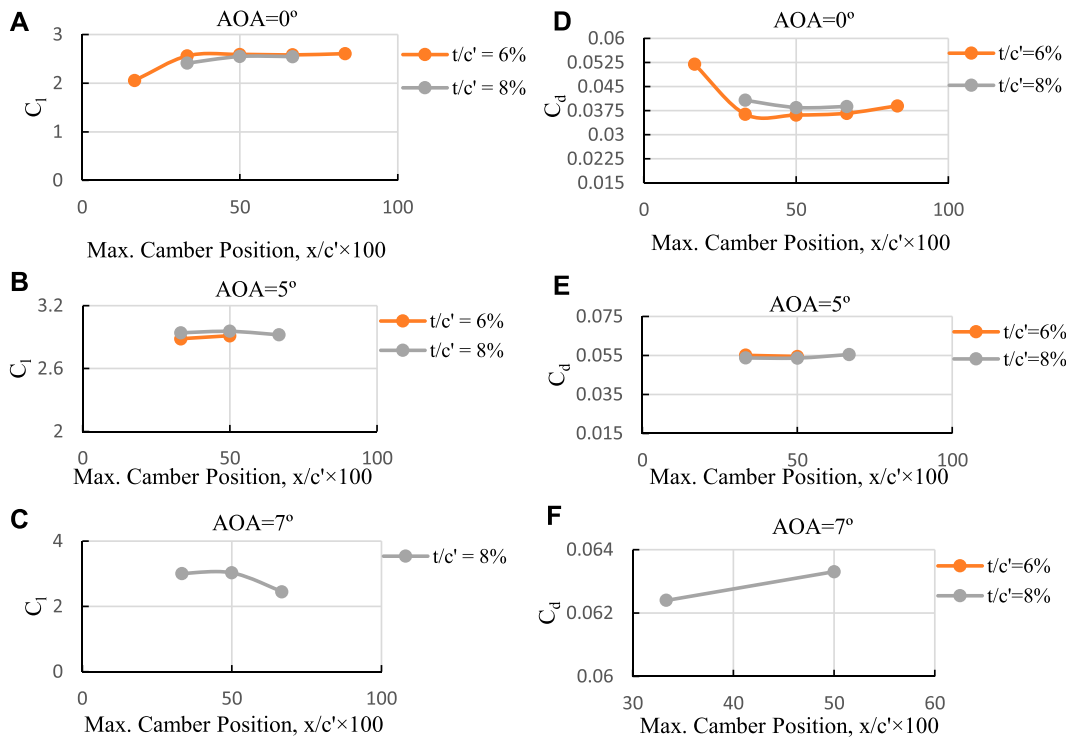 A
AOA=0º
3
2
1
0
C_l
t/c' = 6%
t/c' = 8%
0 50 100
Max. Camber Position, x/c'×100
D
AOA=0º
0.06
0.0525
0.045
0.0375
0.03
0.0225
0.015
C_d
t/c'=6%
t/c'=8%
0 50 100
Max. Camber Position, x/c'×100
B
AOA=5º
3.2
2.6
2
C_l
t/c' = 6%
t/c' = 8%
0 50 100
Max. Camber Position, x/c'×100
E
AOA=5º
0.075
0.055
0.035
0.015
C_d
t/c'=6%
t/c'=8%
0 50 100
Max. Camber Position, x/c'×100
C
AOA=7º
4
2
0
C_l
t/c' = 8%
0 50 100
Max. Camber Position, x/c'×100
F
AOA=7º
0.064
0.062
0.06
C_d
t/c'=6%
t/c'=8%
30 40 50 60
Max. Camber Position, x/c'×100